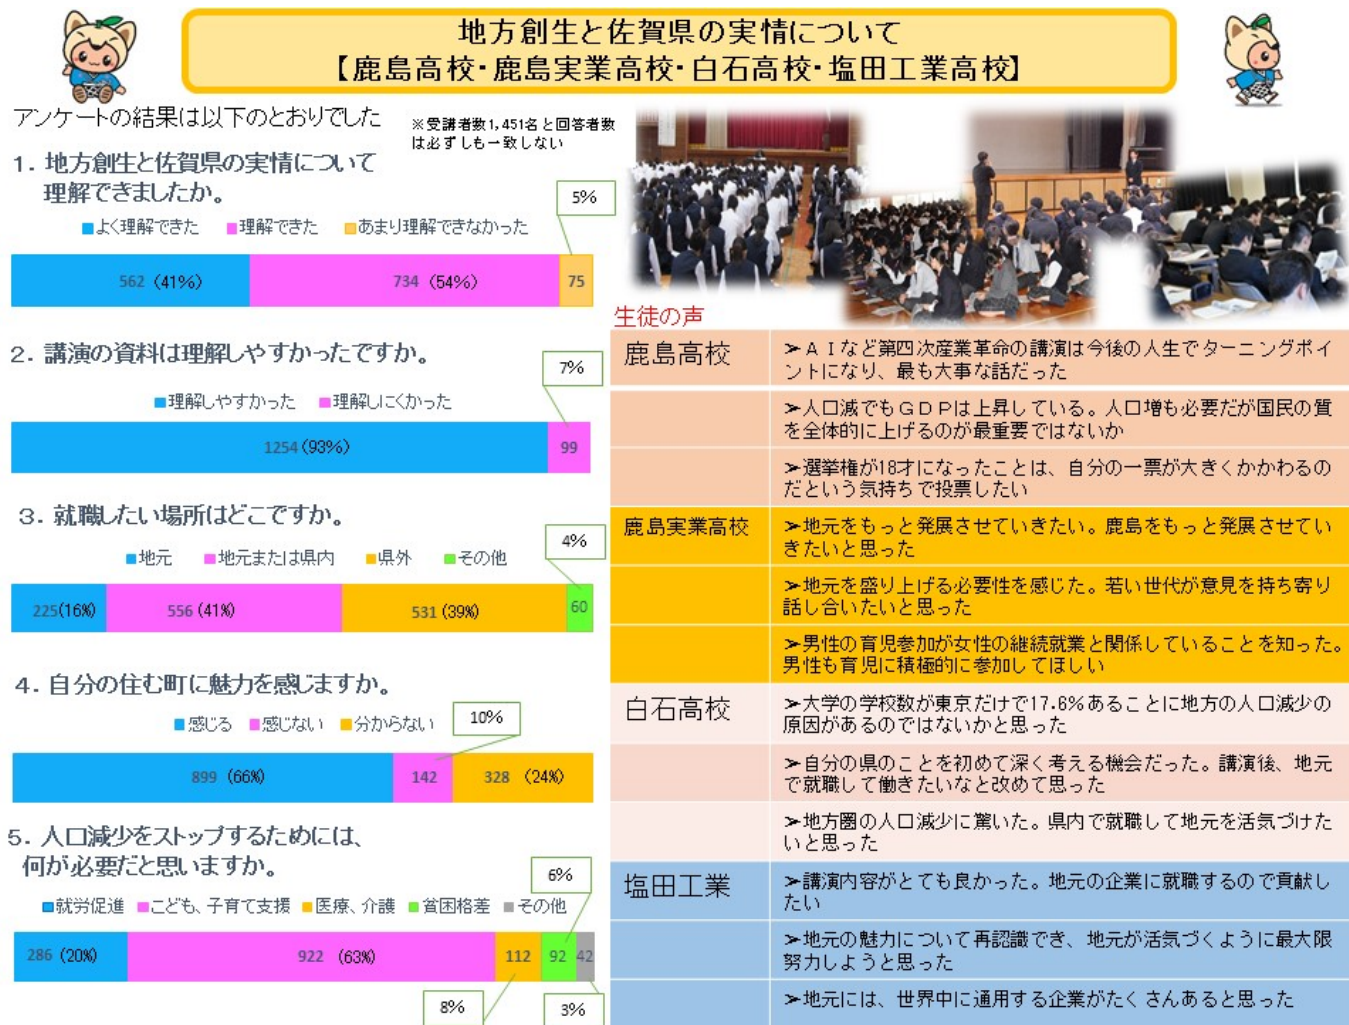 地方創生と佐賀県の実情について
【鹿島高校・鹿島実業高校・白石高校・塩田工業高校】
アンケートの結果は以下のとおりでした
※受講者数1,451名と回答者数
は必ずしも一致しない
1. 地方創生と佐賀県の実情について
理解できましたか。
5%
■よく理解できた ■理解できた ■あまり理解できなかった
562 (41%) 734 (54%) 75
2. 講演の資料は理解しやすかったですか。
7%
■理解しやすかった ■理解しにくかった
1254 (93%) 99
3. 就職したい場所はどこですか。
4%
■地元 ■地元または県内 ■県外 ■その他
225(16%) 556 (41%) 531 (39%) 60
4. 自分の住む町に魅力を感じますか。
■感じる ■感じない ■分からない 10%
899 (66%) 142 328 (24%)
5. 人口減少をストップするためには、
何が必要だと思いますか。
6%
■就労促進 ■こども、子育て支援 ■医療、介護 ■貧困格差 ■その他
286 (20%) 922 (63%) 112 92 42
8% 3%
生徒の声
鹿島高校
➢ＡＩなど第四次産業革命の講演は今後の人生でターニングポイ
ントになり、最も大事な話だった
➢人口減でもＧＤＰは上昇している。人口増も必要だが国民の質
を全体的に上げるのが最重要ではないか
➢選挙権が18才になったことは、自分の一票が大きくかかわるの
だという気持ちで投票したい
鹿島実業高校
➢地元をもっと発展させていきたい。鹿島をもっと発展させてい
きたいと思った
➢地元を盛り上げる必要性を感じた。若い世代が意見を持ち寄り
話し合いたいと思った
➢男性の育児参加が女性の継続就業と関係していることを知った。
男性も育児に積極的に参加してほしい
白石高校
➢大学の学校数が東京だけで17.6%あることに地方の人口減少の
原因があるのではないかと思った
➢自分の県のことを初めて深く考える機会だった。講演後、地元
で就職して働きたいなと改めて思った
➢地方圏の人口減少に驚いた。県内で就職して地元を活気づけた
いと思った
塩田工業
➢講演内容がとても良かった。地元の企業に就職するので貢献し
たい
➢地元の魅力について再認識でき、地元が活気づくように最大限
努力しようと思った
➢地元には、世界中に通用する企業がたくさんあると思った